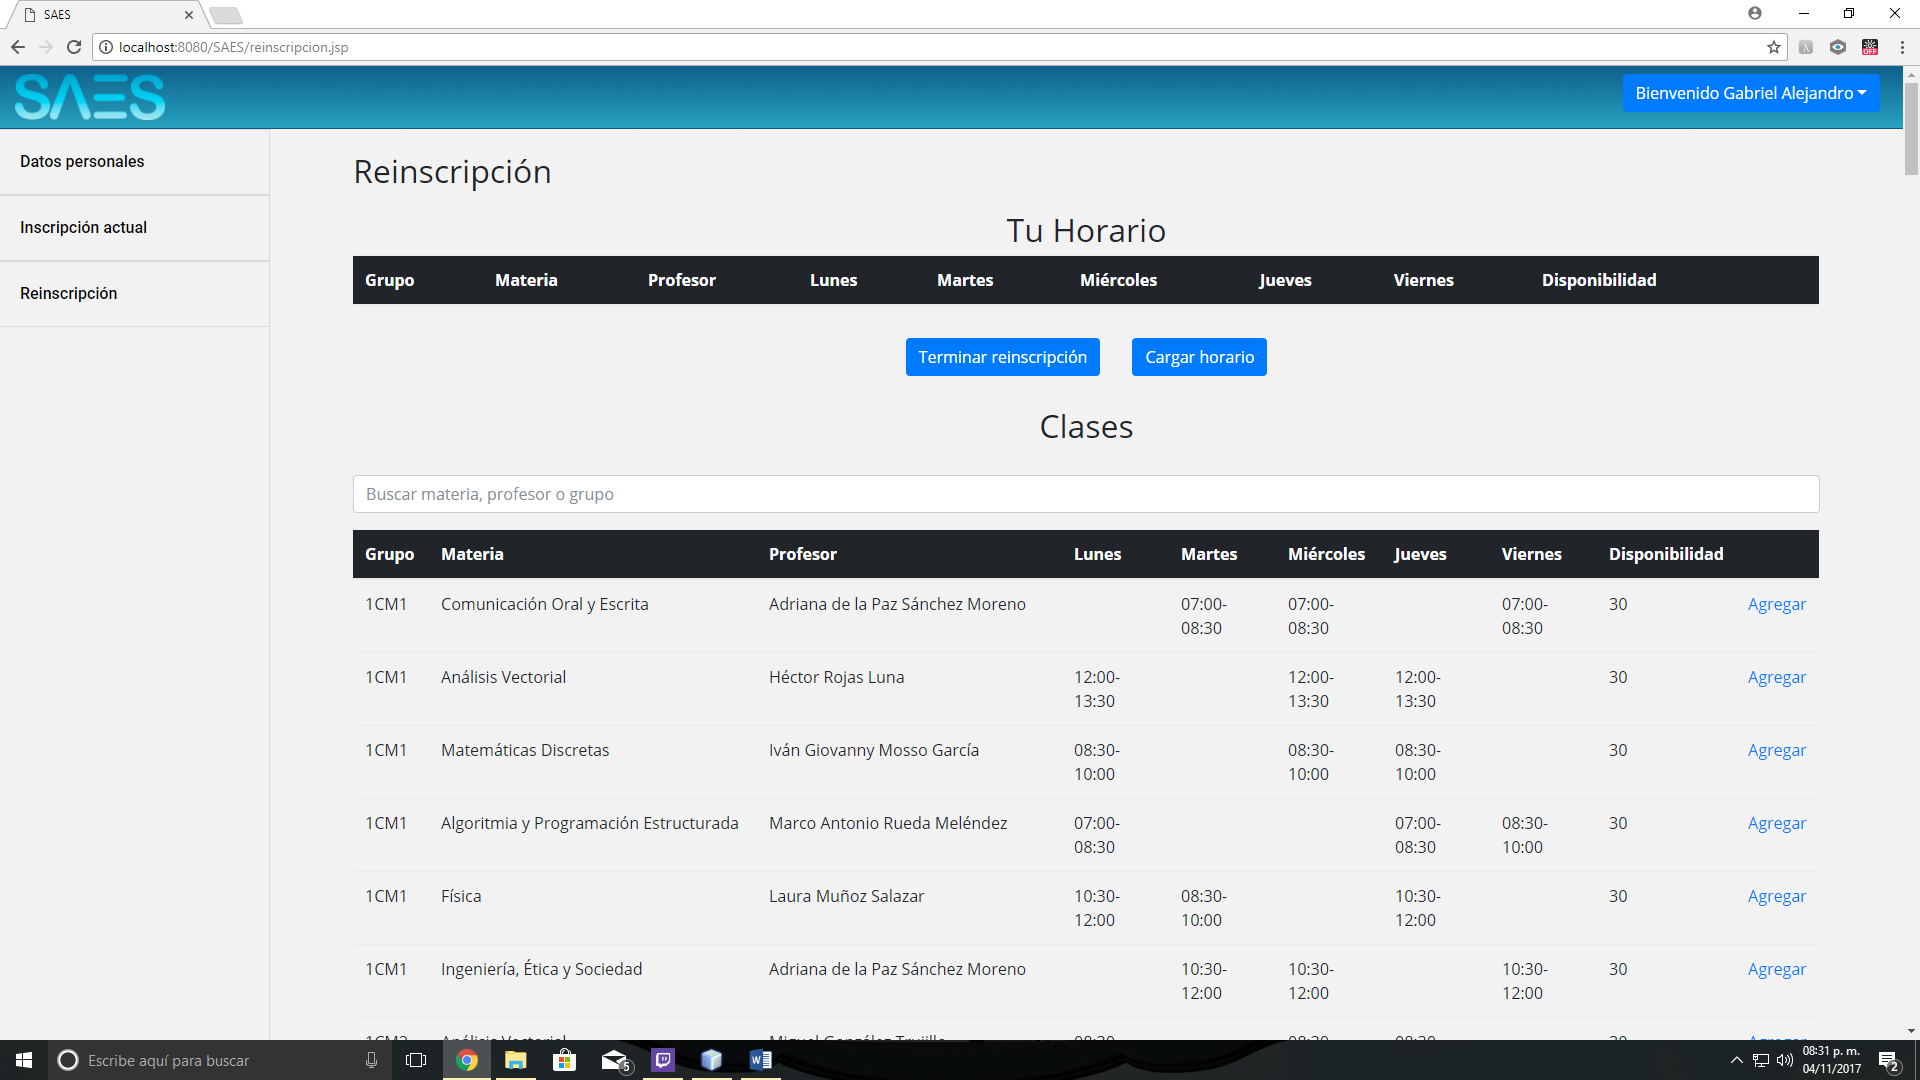 SAES
localhost:8080/SAES/reinscripcion.jsp
OFF
SAES
Bienvenido Gabriel Alejandro
Datos personales
Inscripción actual
Reinscripción
Reinscripción
Tu Horario
Grupo Materia Profesor Lunes Martes Miércoles Jueves Viernes Disponibilidad
Terminar reinscripción Cargar horario
Clases
Buscar materia, profesor o grupo
Grupo Materia Profesor Lunes Martes Miércoles Jueves Viernes Disponibilidad
1CM1 Comunicación Oral y Escrita Adriana de la Paz Sánchez Moreno 07:00- 07:00- 07:00- 30 Agregar
08:30 08:30 08:30
1CM1 Análisis Vectorial Héctor Rojas Luna 12:00- 12:00- 12:00- 30 Agregar
13:30 13:30 13:30
1CM1 Matemáticas Discretas Iván Giovanny Mosso García 08:30- 08:30- 08:30- 30 Agregar
10:00 10:00 10:00
1CM1 Algoritmia y Programación Estructurada Marco Antonio Rueda Meléndez 07:00- 07:00- 08:30- 30 Agregar
08:30 08:30 10:00
1CM1 Física Laura Muñoz Salazar 10:30- 08:30- 10:30- 30 Agregar
12:00 10:00 12:00
1CM1 Ingeniería, Ética y Sociedad Adriana de la Paz Sánchez Moreno 10:30- 10:30- 10:30- 30 Agregar
12:00 12:00 12:00
Escribe aquí para buscar
5
08:31 p. m.
04/11/2017
2